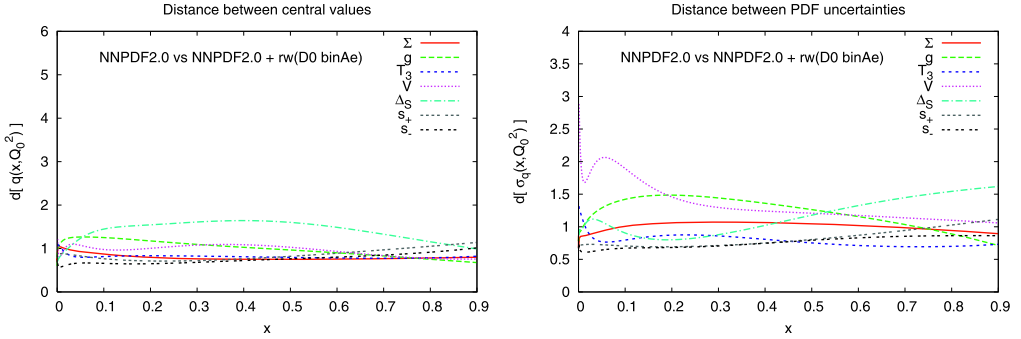 Distance between central values
6
5
4
3
2
1
0
NNPDF2.0 vs NNPDF2.0 + rw(D0 binAe)
Σ
g
T3
V
ΔS
s+
s-
d[ q(x,Q0²) ]
0 0.1 0.2 0.3 0.4 0.5 0.6 0.7 0.8 0.9
x
Distance between PDF uncertainties
4
3.5
3
2.5
2
1.5
1
0.5
0
NNPDF2.0 vs NNPDF2.0 + rw(D0 binAe)
Σ
g
T3
V
ΔS
s+
s-
d[ σq(x,Q0²) ]
0 0.1 0.2 0.3 0.4 0.5 0.6 0.7 0.8 0.9
x